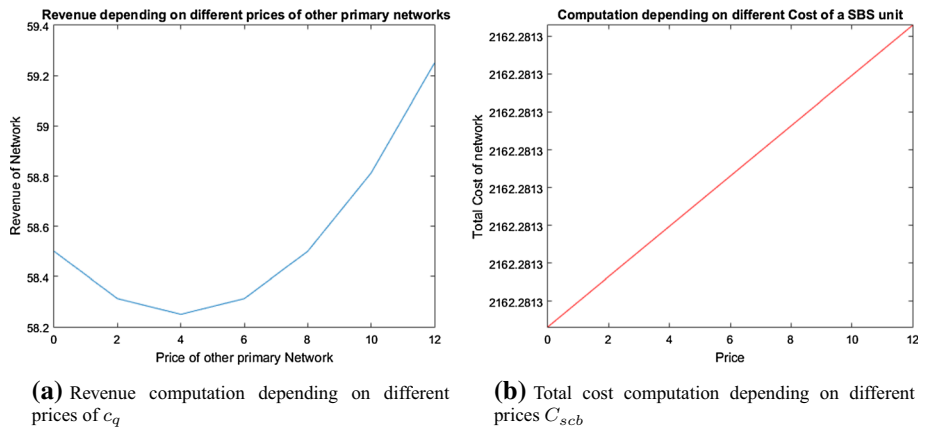 Revenue depending on different prices of other primary networks
59.4
59.2
59
58.8
58.6
58.4
58.2
Revenue of Network
0 2 4 6 8 10 12
Price of other primary Network
(a) Revenue computation depending on different
prices of c_q
Computation depending on different Cost of a SBS unit
2162.2813
2162.2813
2162.2813
2162.2813
2162.2813
2162.2813
2162.2813
2162.2813
Total Cost of network
0 2 4 6 8 10 12
Price
(b) Total cost computation depending on different
prices C_scb